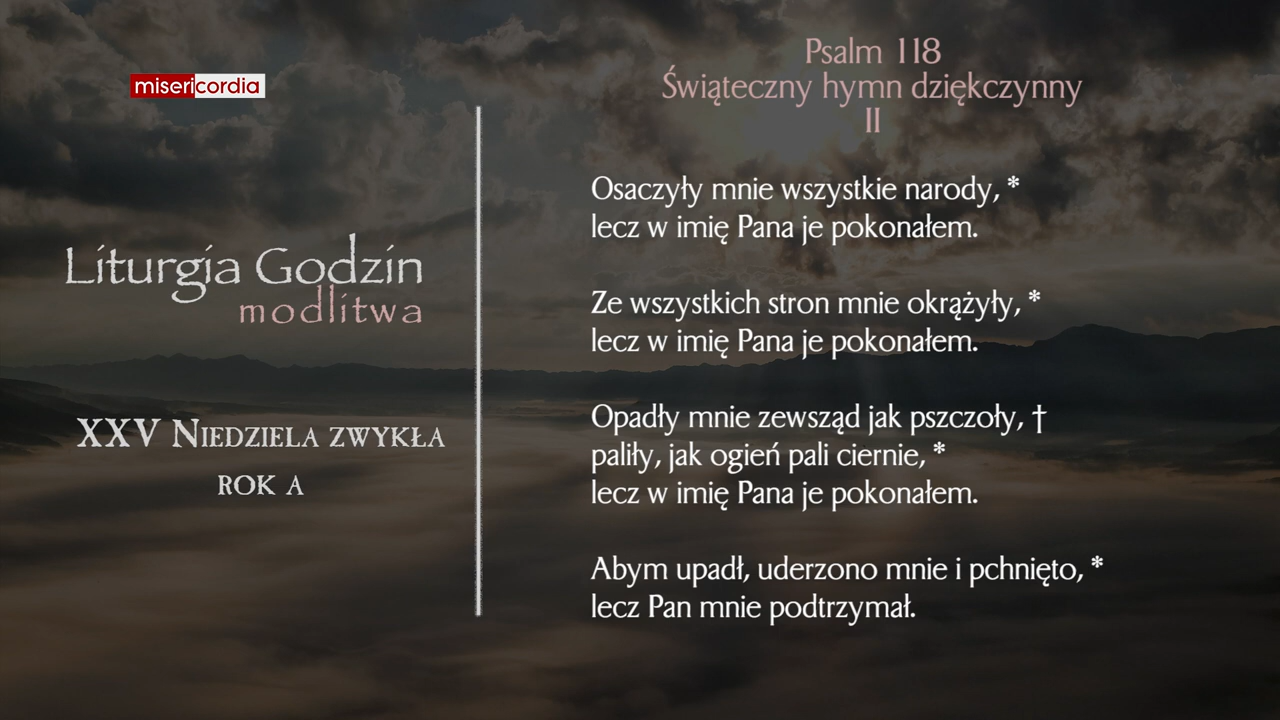 misericordia
Liturgia Godzin
modlitwa
XXV Niedziela zwykła
rok A
Psalm 118
Świąteczny hymn dziękczynny
II
Osaczyły mnie wszystkie narody, *
lecz w imię Pana je pokonałem.
Ze wszystkich stron mnie okrążyły, *
lecz w imię Pana je pokonałem.
Opadły mnie zewsząd jak pszczoły, †
paliły, jak ogień pali ciernie, *
lecz w imię Pana je pokonałem.
Abym upadł, uderzono mnie i pchnięto, *
lecz Pan mnie podtrzymał.